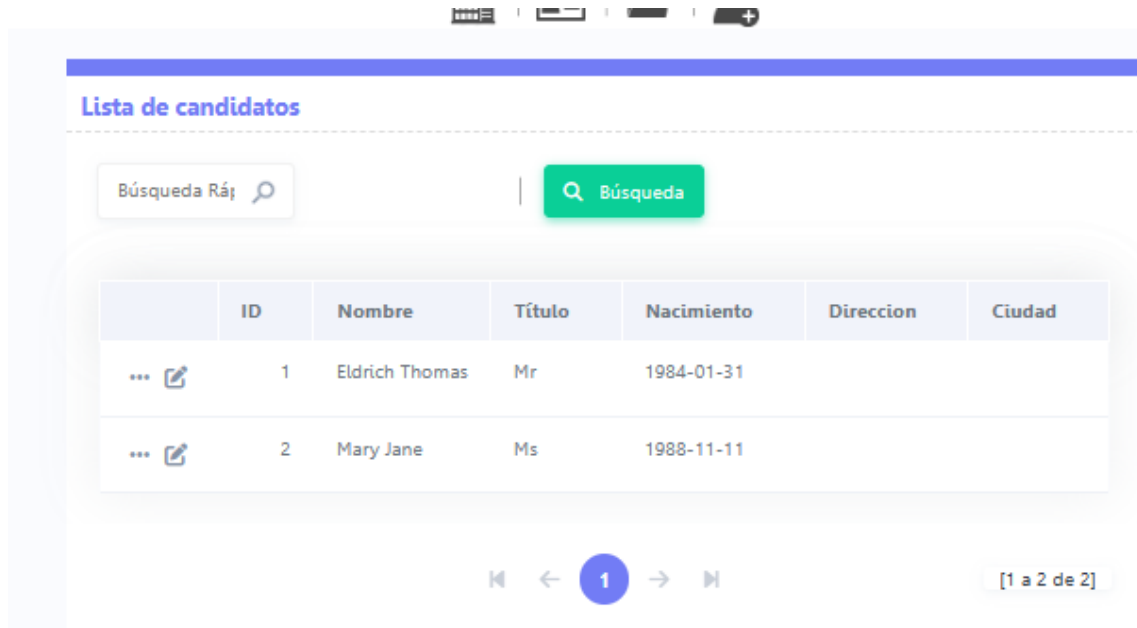 Lista de candidatos
Búsqueda Ráp
Búsqueda
ID Nombre Título Nacimiento Direccion Ciudad
1 Eldrich Thomas Mr 1984-01-31
2 Mary Jane Ms 1988-11-11
1
[1 a 2 de 2]